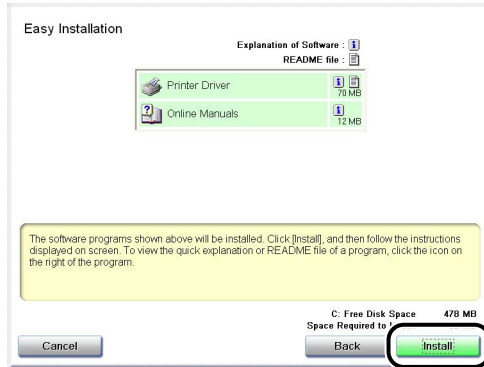 Easy Installation
Explanation of Software :
README file :
Printer Driver
70 MB
Online Manuals
12 MB
The software programs shown above will be installed. Click [Install], and then follow the instructions
displayed on screen. To view the quick explanation or README file of a program, click the icon on
the right of the program.
C: Free Disk Space 478 MB
Space Required to
Cancel
Back
Install